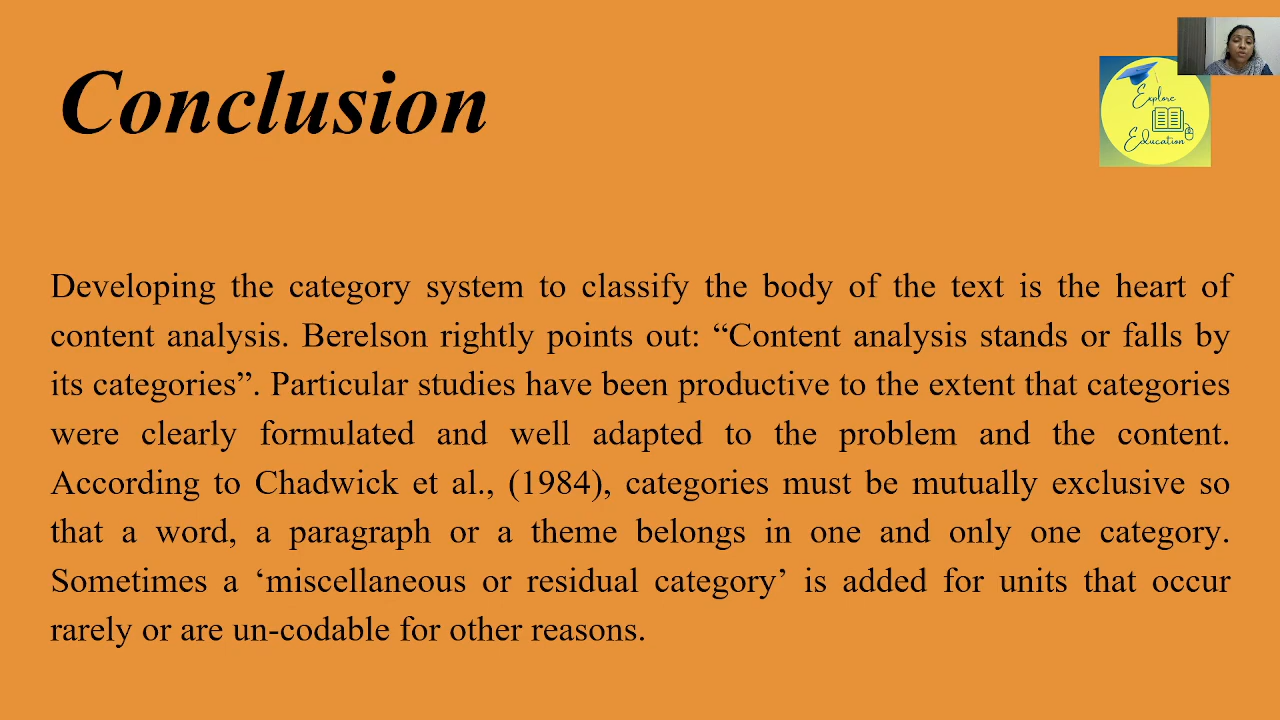 Conclusion
Explore
Education
Developing the category system to classify the body of the text is the heart of
content analysis. Berelson rightly points out: “Content analysis stands or falls by
its categories”. Particular studies have been productive to the extent that categories
were clearly formulated and well adapted to the problem and the content.
According to Chadwick et al., (1984), categories must be mutually exclusive so
that a word, a paragraph or a theme belongs in one and only one category.
Sometimes a ‘miscellaneous or residual category’ is added for units that occur
rarely or are un-codable for other reasons.